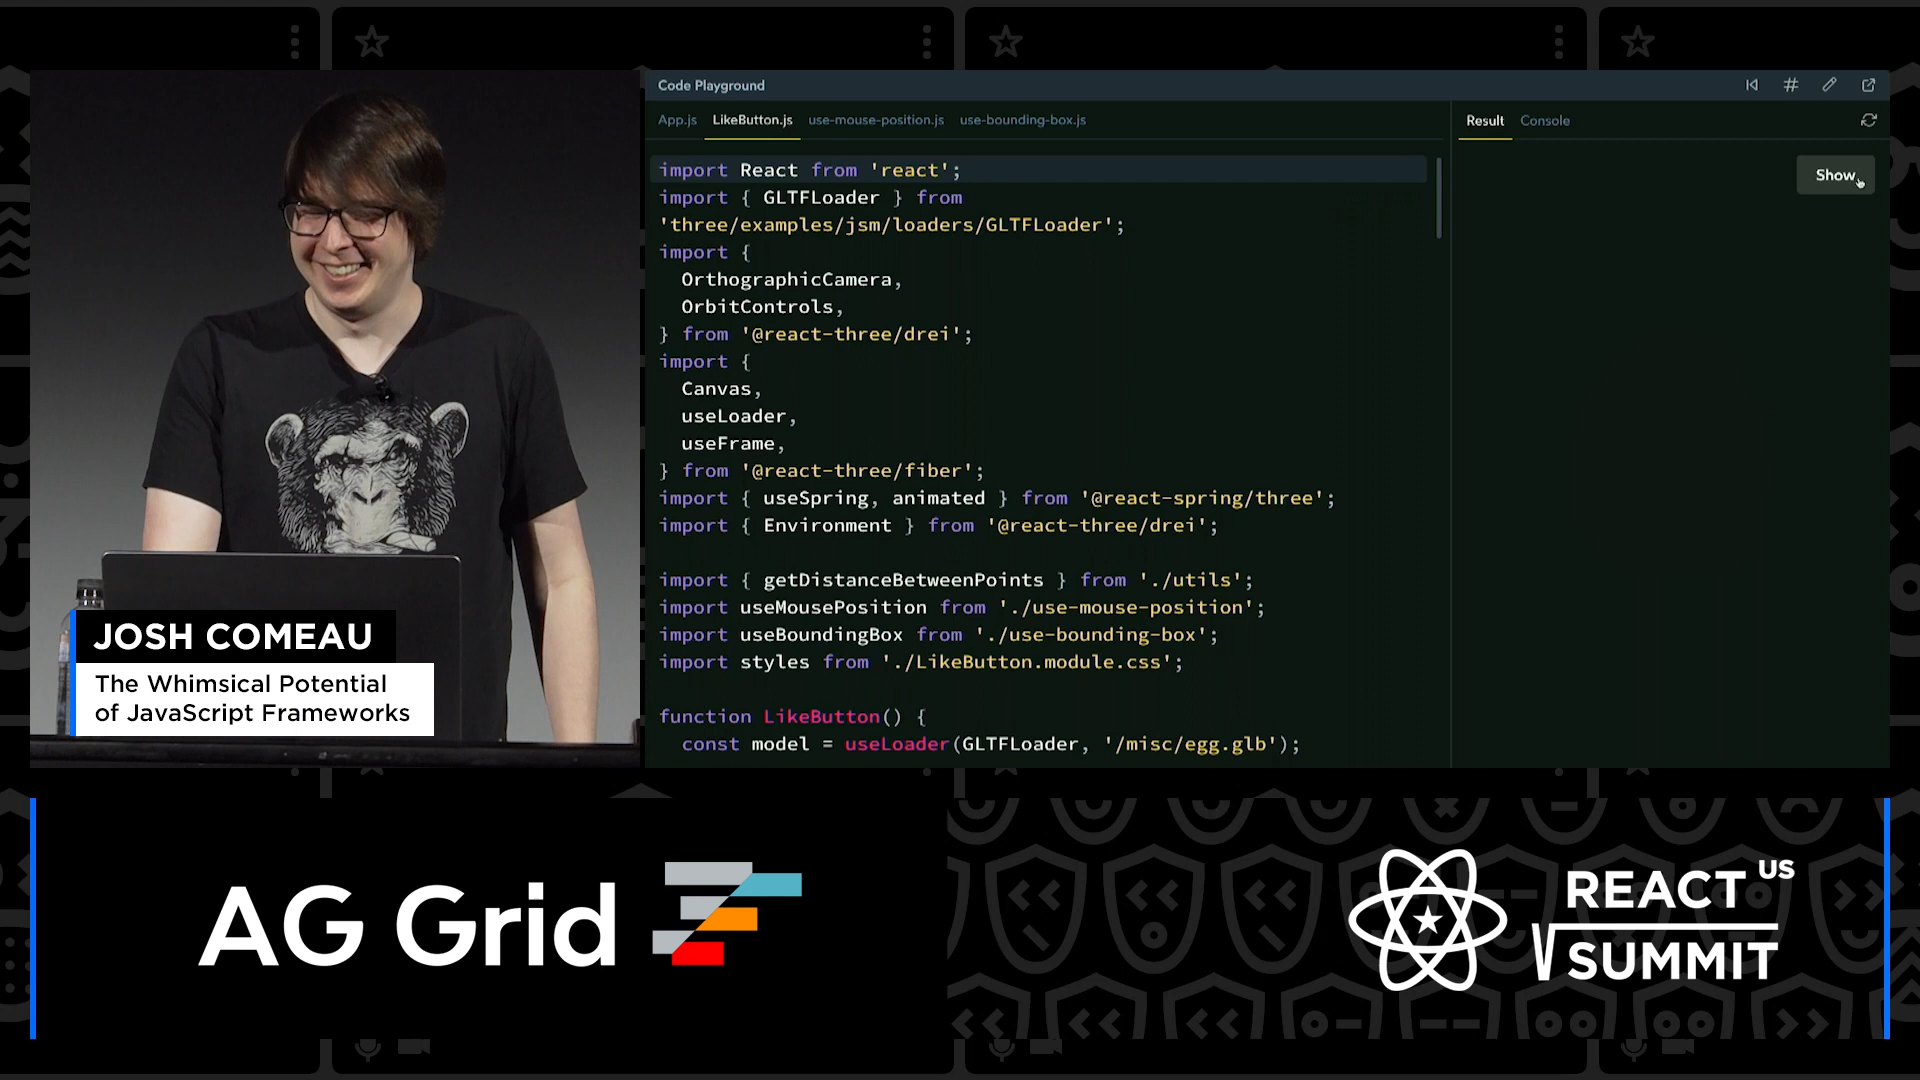 Code Playground
App.js LikeButton.js use-mouse-position.js use-bounding-box.js
Result Console
Show
import React from 'react';
import { GLTFLoader } from
'three/examples/jsm/loaders/GLTFLoader';
import {
OrthographicCamera,
OrbitControls,
} from '@react-three/drei';
import {
Canvas,
useLoader,
useFrame,
} from '@react-three/fiber';
import { useSpring, animated } from '@react-spring/three';
import { Environment } from '@react-three/drei';
import { getDistanceBetweenPoints } from './utils';
import useMousePosition from './use-mouse-position';
import useBoundingBox from './use-bounding-box';
import styles from './LikeButton.module.css';
function LikeButton() {
const model = useLoader(GLTFLoader, '/misc/egg.glb');
JOSH COMEAU
The Whimsical Potential
of JavaScript Frameworks
AG Grid
REACT US
SUMMIT